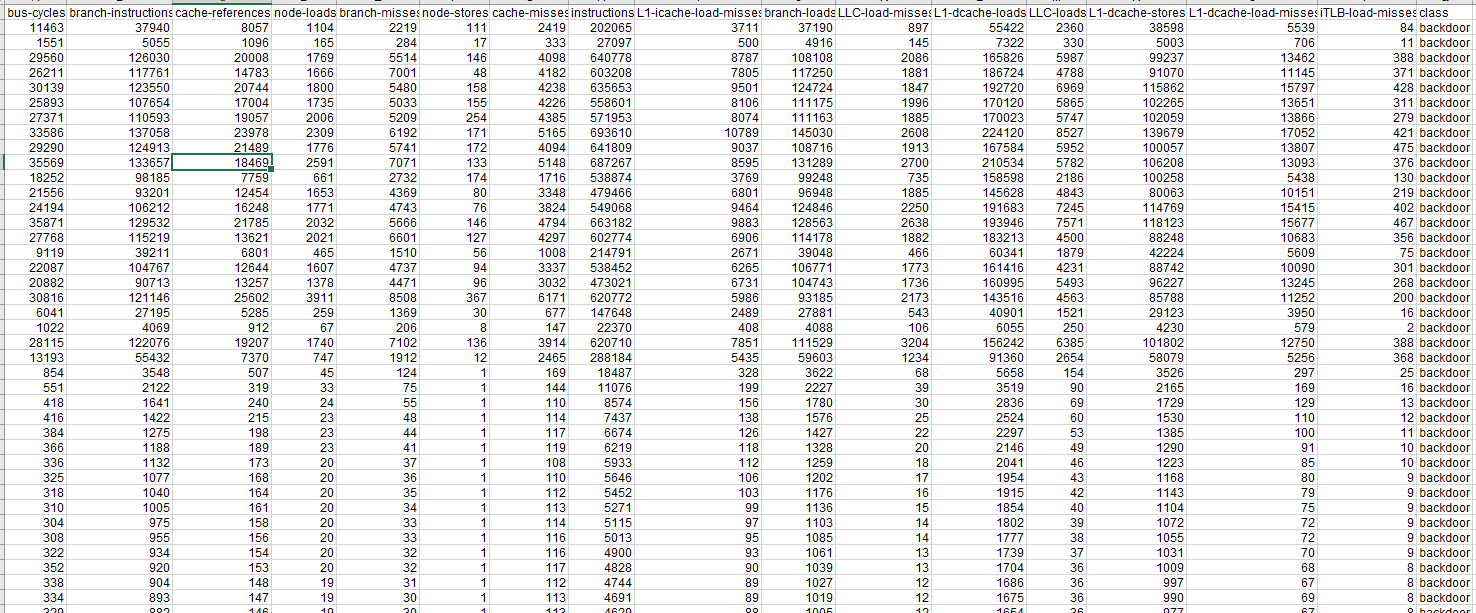 bus-cycles branch-instructions cache-references node-loads branch-misses node-stores cache-misses instructions L1-icache-load-misses branch-loads LLC-load-misses L1-dcache-loads LLC-loads L1-dcache-stores L1-dcache-load-misses iTLB-load-misses class
11463 37940 8057 1104 2219 111 2419 202065 3711 37190 897 55422 2360 38598 5539 84 backdoor
1551 5055 1096 165 284 17 333 27097 500 4916 145 7322 330 5003 706 11 backdoor
29560 126030 20008 1769 5514 146 4098 640778 8787 108108 2086 165826 5987 99237 13462 388 backdoor
26211 117761 14783 1666 7001 48 4182 603208 7805 117250 1881 186724 4788 91070 11145 371 backdoor
30139 123550 20744 1800 5480 158 4238 635653 9501 124724 1847 192720 6969 115862 15797 428 backdoor
25893 107654 17004 1735 5033 155 4226 558601 8106 111175 1996 170120 5865 102265 13651 311 backdoor
27371 110593 19057 2006 5209 254 4385 571953 8074 111163 1885 170023 5747 102059 13866 279 backdoor
33586 137058 23978 2309 6192 171 5165 693610 10789 145030 2608 224120 8527 139679 17052 421 backdoor
29290 124913 21489 1776 5741 172 4094 641809 9037 108716 1913 167584 5952 100057 13807 475 backdoor
35569 133657 18469 2591 7071 133 5148 687267 8595 131289 2700 210534 5782 106208 13093 376 backdoor
18252 98185 7759 661 2732 174 1716 538874 3769 99248 735 158598 2186 100258 5438 130 backdoor
21556 93201 12454 1653 4369 80 3348 479466 6801 96948 1885 145628 4843 80063 10151 219 backdoor
24194 106212 16248 1771 4743 76 3824 549068 9464 124846 2250 191683 7245 114769 15415 402 backdoor
35871 129532 21785 2032 5666 146 4794 663182 9883 128563 2638 193946 7571 118123 15677 467 backdoor
27768 115219 13621 2021 6601 127 4297 602774 6906 114178 1882 183213 4500 88248 10683 356 backdoor
9119 39211 6801 465 1510 56 1008 214791 2671 39048 466 60341 1879 42224 5609 75 backdoor
22087 104767 12644 1607 4737 94 3337 538452 6265 106771 1773 161416 4231 88742 10090 301 backdoor
20882 90713 13257 1378 4471 96 3032 473021 6731 104743 1736 160995 5493 96227 13245 268 backdoor
30816 121146 25602 3911 8508 367 6171 620772 5986 93185 2173 143516 4563 85788 11252 200 backdoor
6041 27195 5285 259 1369 30 677 147648 2489 27881 543 40901 1521 29123 3950 16 backdoor
1022 4069 912 67 206 8 147 22370 408 4088 106 6055 250 4230 579 2 backdoor
28115 122076 19207 1740 7102 136 3914 620710 7851 111529 3204 156242 6385 101802 12750 388 backdoor
13193 55432 7370 747 1912 12 2465 288184 5435 59603 1234 91360 2654 58079 5256 368 backdoor
854 3548 507 45 124 1 169 18487 328 3622 68 5658 154 3526 297 25 backdoor
551 2122 319 33 75 1 144 11076 199 2227 39 3519 90 2165 169 16 backdoor
418 1641 240 24 55 1 110 8574 156 1780 30 2836 69 1729 129 13 backdoor
416 1422 215 23 48 1 114 7437 138 1576 25 2524 60 1530 110 12 backdoor
384 1275 198 23 44 1 117 6674 126 1427 22 2297 53 1385 100 11 backdoor
366 1188 189 23 41 1 119 6219 118 1328 20 2146 49 1290 91 10 backdoor
336 1132 173 20 37 1 108 5933 112 1259 18 2041 46 1223 85 10 backdoor
325 1077 168 20 36 1 110 5646 106 1202 17 1954 43 1168 80 9 backdoor
318 1040 164 20 35 1 112 5452 103 1176 16 1915 42 1143 79 9 backdoor
310 1005 161 20 34 1 113 5271 99 1136 15 1854 40 1104 75 9 backdoor
304 975 158 20 33 1 114 5115 97 1103 14 1802 39 1072 72 9 backdoor
308 955 156 20 33 1 116 5013 95 1085 14 1777 38 1055 72 9 backdoor
322 934 154 20 32 1 116 4900 93 1061 13 1739 37 1031 70 9 backdoor
352 920 153 20 32 1 117 4828 90 1039 13 1704 36 1009 68 8 backdoor
338 904 148 19 31 1 112 4744 89 1027 12 1686 36 997 67 8 backdoor
334 893 147 19 30 1 113 4691 89 1019 12 1675 36 990 69 8 backdoor
329 882 146 19 30 1 113 4629 88 1005 12 1654 36 977 67 8 backdoor